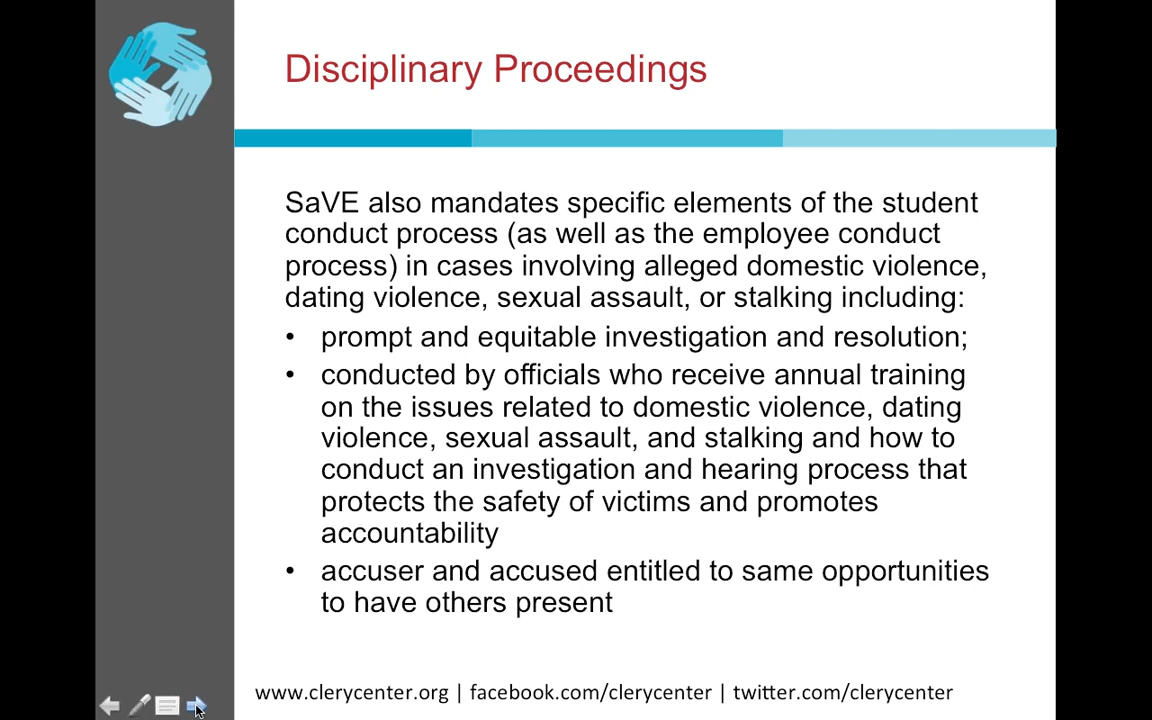 Disciplinary Proceedings
SaVE also mandates specific elements of the student
conduct process (as well as the employee conduct
process) in cases involving alleged domestic violence,
dating violence, sexual assault, or stalking including:
• prompt and equitable investigation and resolution;
• conducted by officials who receive annual training
on the issues related to domestic violence, dating
violence, sexual assault, and stalking and how to
conduct an investigation and hearing process that
protects the safety of victims and promotes
accountability
• accuser and accused entitled to same opportunities
to have others present
www.clerycenter.org | facebook.com/clerycenter | twitter.com/clerycenter